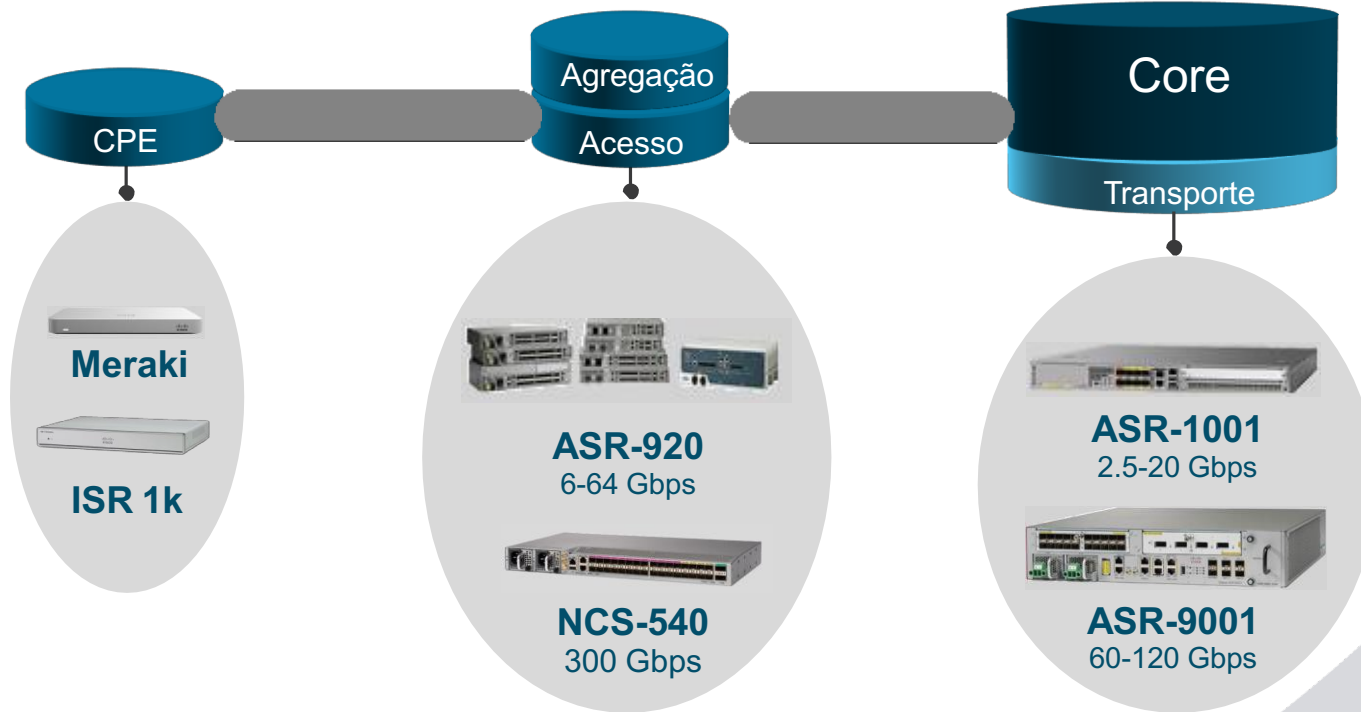 CPE
Agregação
Acesso
Core
Transporte
Meraki
ISR 1k
ASR-920
6-64 Gbps
NCS-540
300 Gbps
ASR-1001
2.5-20 Gbps
ASR-9001
60-120 Gbps